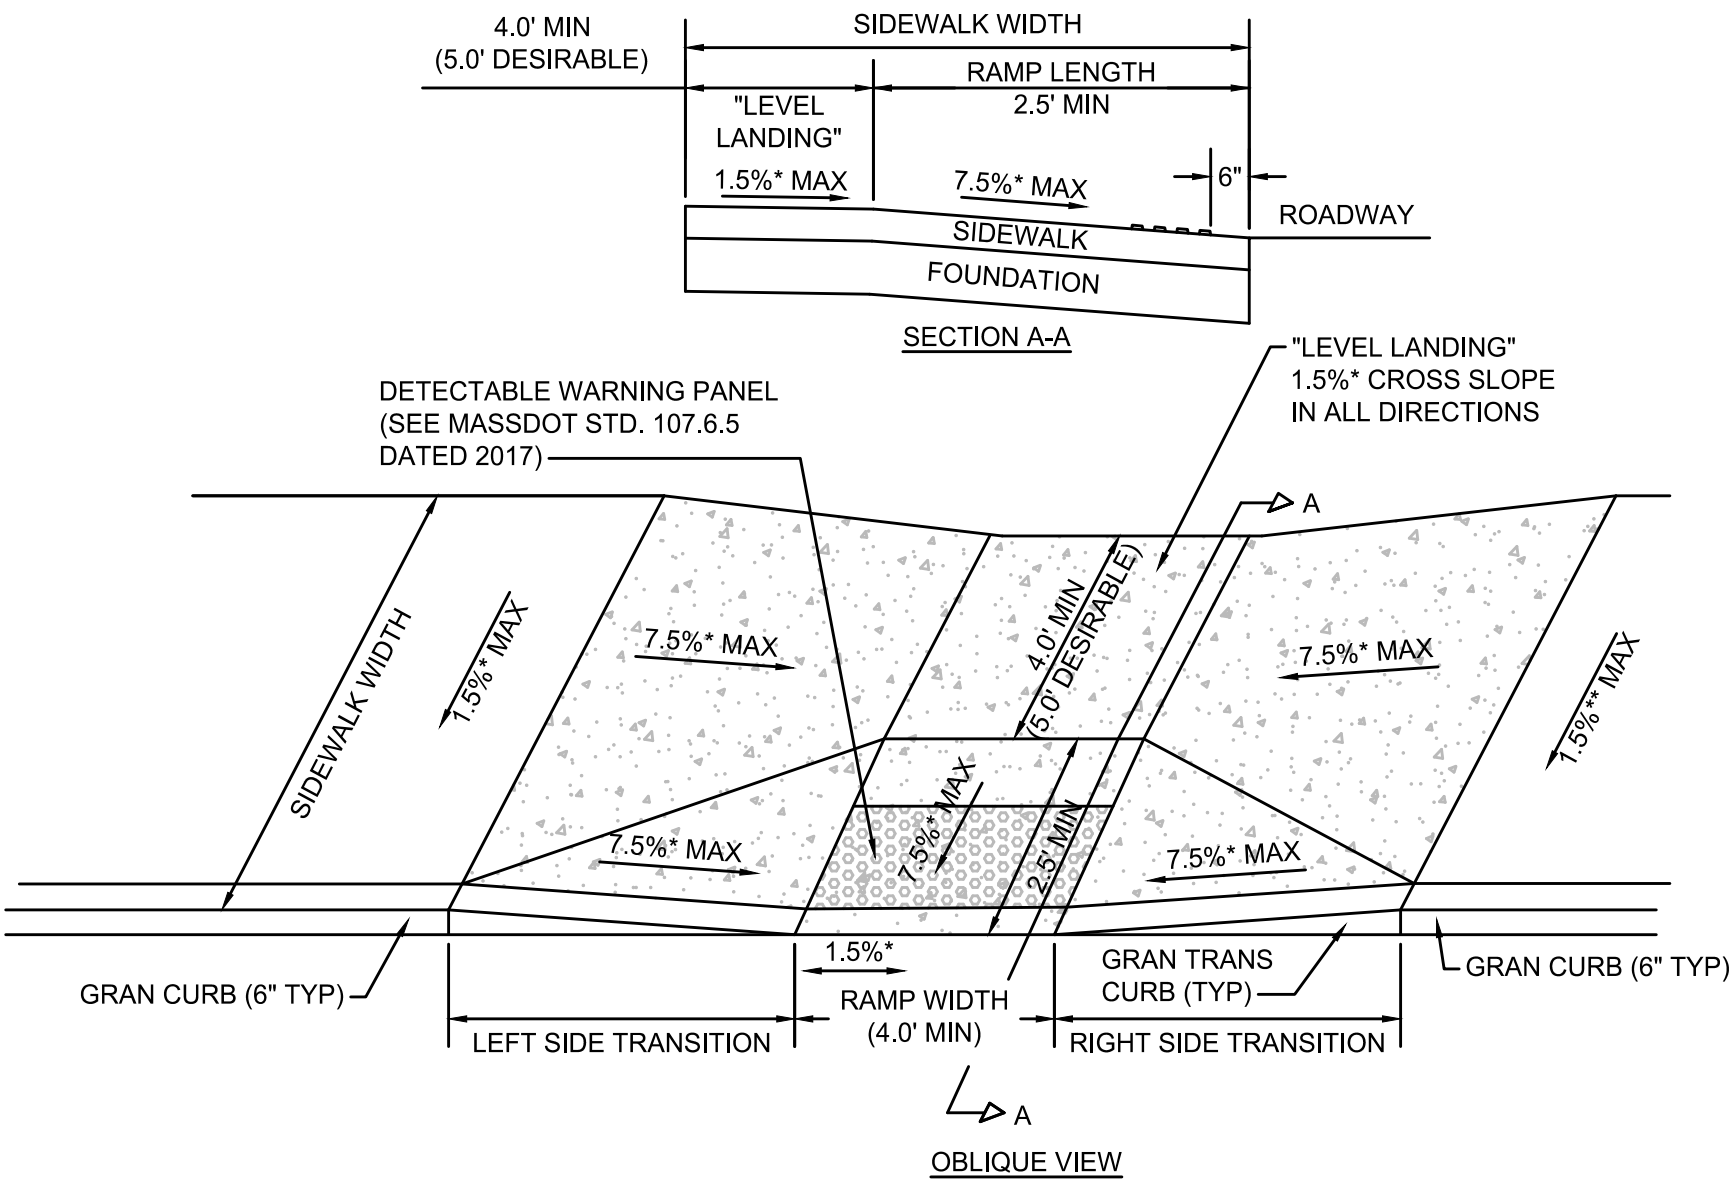 4.0' MIN
(5.0' DESIRABLE)
SIDEWALK WIDTH
RAMP LENGTH
2.5' MIN
"LEVEL
LANDING"
1.5%* MAX
7.5%* MAX
6"
ROADWAY
SIDEWALK
FOUNDATION
SECTION A-A
"LEVEL LANDING"
1.5%* CROSS SLOPE
IN ALL DIRECTIONS
DETECTABLE WARNING PANEL
(SEE MASSDOT STD. 107.6.5
DATED 2017)
A
SIDEWALK WIDTH
1.5%* MAX
7.5%* MAX
4.0' MIN
(5.0' DESIRABLE)
7.5%* MAX
1.5%** MAX
7.5%* MAX
7.5%* MAX
2.5' MIN
7.5%* MAX
GRAN CURB (6" TYP)
1.5%*
RAMP WIDTH
(4.0' MIN)
GRAN TRANS
CURB (TYP)
GRAN CURB (6" TYP)
LEFT SIDE TRANSITION
RIGHT SIDE TRANSITION
A
OBLIQUE VIEW